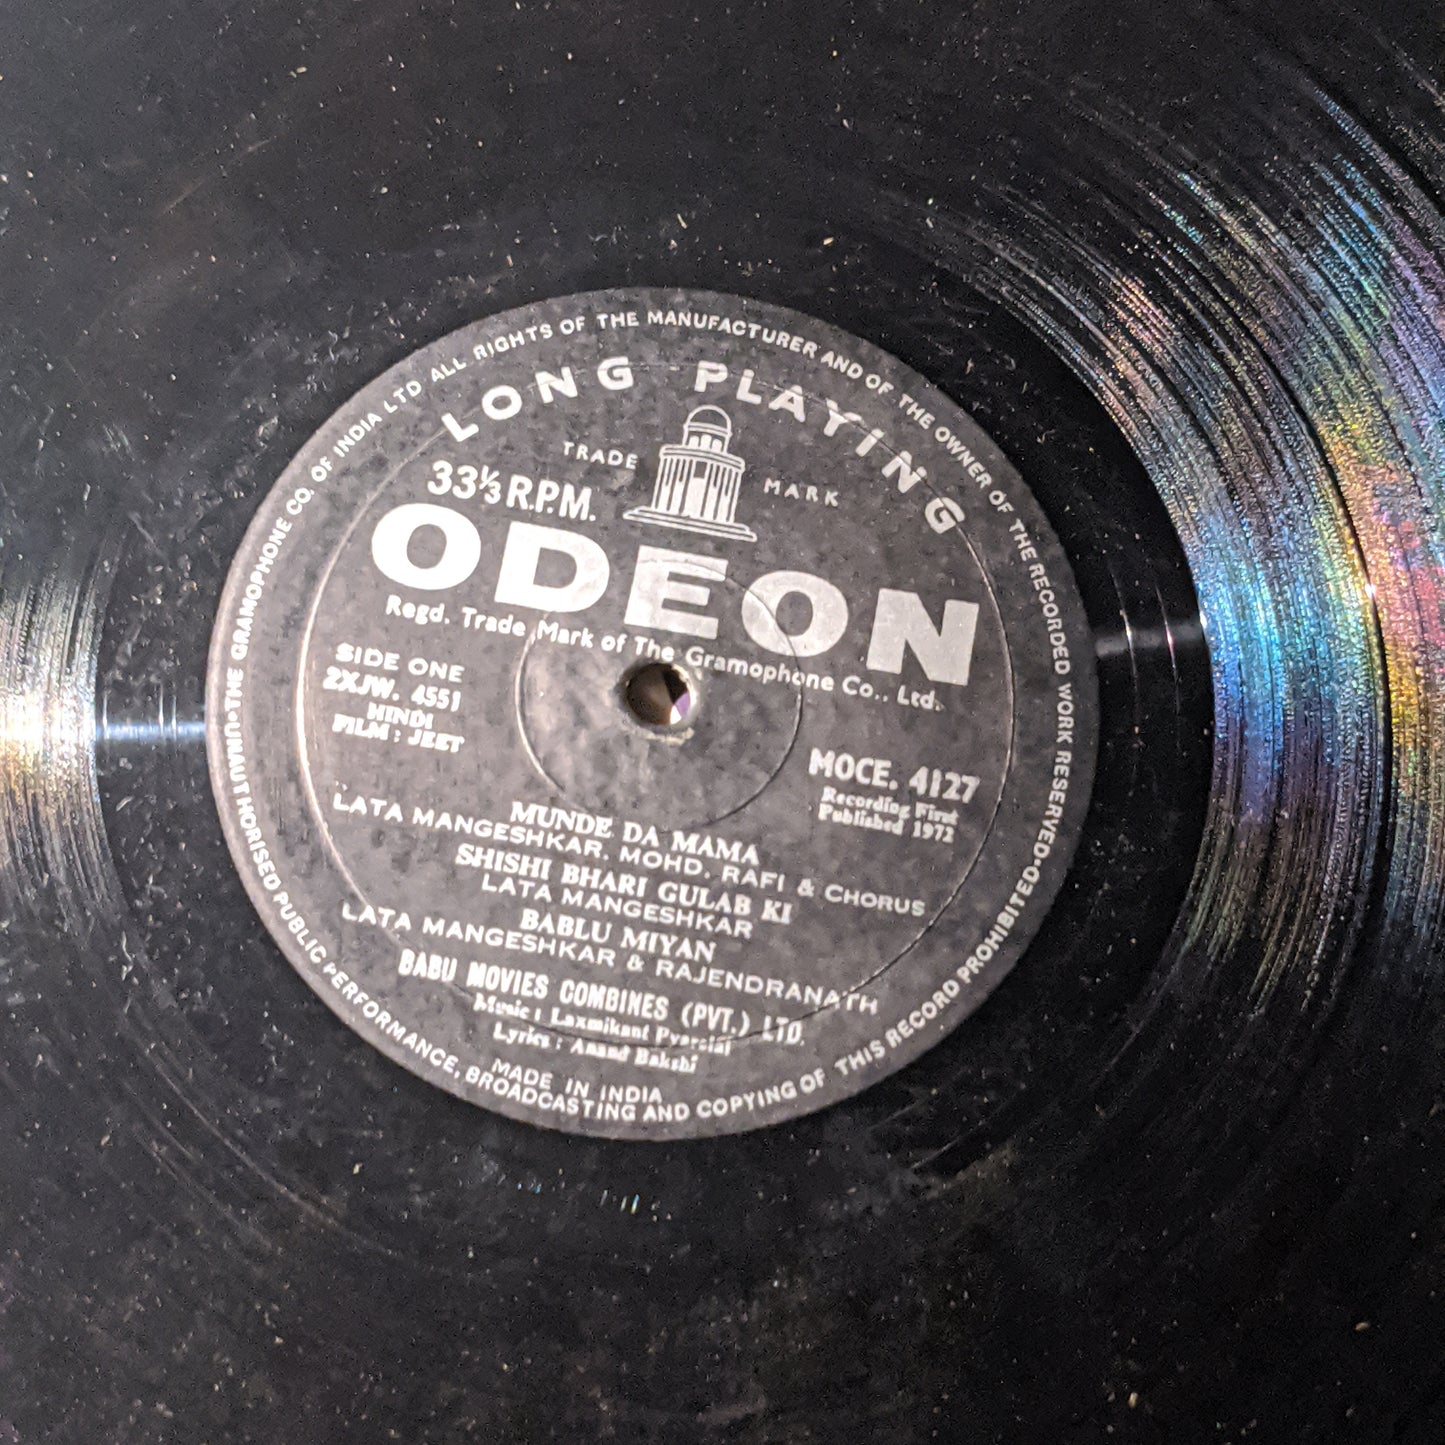 THE GRAMOPHONE CO. OF INDIA LTD ALL RIGHTS OF THE MANUFACTURER AND OF THE OWNER OF THE RECORDED WORK RESERVED•UNAUTHORISED PUBLIC PERFORMANCE, BROADCASTING AND COPYING OF THIS RECORD PROHIBITED•
LONG PLAYING
TRADE MARK
33⅓ R.P.M.
ODEON
Regd. Trade Mark of The Gramophone Co., Ltd.
SIDE ONE
2XJW. 4551
HINDI
FILM : JEET
MOCE. 4127
Recording First
Published 1972
MUNDE DA MAMA
LATA MANGESHKAR, MOHD. RAFI & CHORUS
SHISHI BHARI GULAB KI
LATA MANGESHKAR
BABLU MIYAN
LATA MANGESHKAR & RAJENDRANATH
BABU MOVIES COMBINES (PVT.) LTD.
Music : Laxmikant Pyarelal
Lyrics : Anand Bakshi
MADE IN INDIA